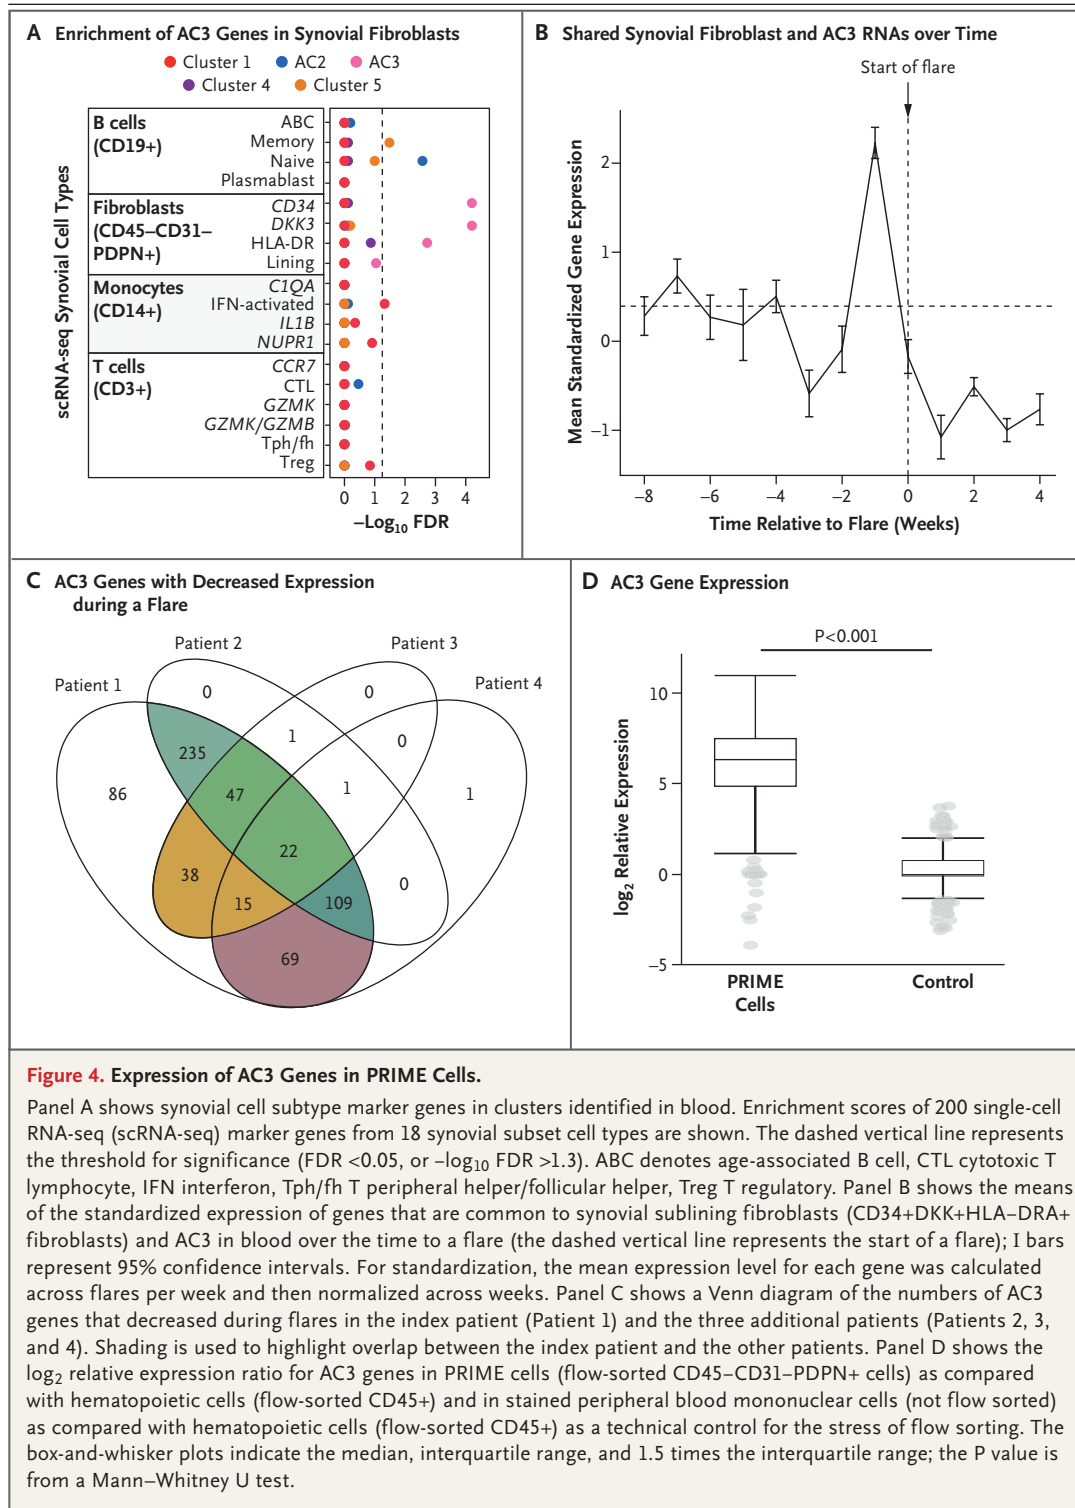 A Enrichment of AC3 Genes in Synovial Fibroblasts
Cluster 1 AC2 AC3
Cluster 4 Cluster 5
scRNA-seq Synovial Cell Types
B cells
(CD19+)
ABC
Memory
Naive
Plasmablast
Fibroblasts
(CD45–CD31–
PDPN+)
CD34
DKK3
HLA-DR
Lining
Monocytes
(CD14+)
C1QA
IFN-activated
IL1B
NUPR1
T cells
(CD3+)
CCR7
CTL
GZMK
GZMK/GZMB
Tph/fh
Treg
0 1 2 3 4
–Log10 FDR
B Shared Synovial Fibroblast and AC3 RNAs over Time
Start of flare
Mean Standardized Gene Expression
2
1
0
–1
–8 –6 –4 –2 0 2 4
Time Relative to Flare (Weeks)
C AC3 Genes with Decreased Expression
during a Flare
Patient 1
Patient 2
Patient 3
Patient 4
0
0
1
0
235
86
47
1
1
22
38
0
15
109
69
D AC3 Gene Expression
P<0.001
log2 Relative Expression
10
5
0
–5
PRIME
Cells
Control
Figure 4. Expression of AC3 Genes in PRIME Cells.
Panel A shows synovial cell subtype marker genes in clusters identified in blood. Enrichment scores of 200 single-cell
RNA-seq (scRNA-seq) marker genes from 18 synovial subset cell types are shown. The dashed vertical line represents
the threshold for significance (FDR <0.05, or –log10 FDR >1.3). ABC denotes age-associated B cell, CTL cytotoxic T
lymphocyte, IFN interferon, Tph/fh T peripheral helper/follicular helper, Treg T regulatory. Panel B shows the means
of the standardized expression of genes that are common to synovial sublining fibroblasts (CD34+DKK+HLA–DRA+
fibroblasts) and AC3 in blood over the time to a flare (the dashed vertical line represents the start of a flare); I bars
represent 95% confidence intervals. For standardization, the mean expression level for each gene was calculated
across flares per week and then normalized across weeks. Panel C shows a Venn diagram of the numbers of AC3
genes that decreased during flares in the index patient (Patient 1) and the three additional patients (Patients 2, 3,
and 4). Shading is used to highlight overlap between the index patient and the other patients. Panel D shows the
log2 relative expression ratio for AC3 genes in PRIME cells (flow-sorted CD45–CD31–PDPN+ cells) as compared
with hematopoietic cells (flow-sorted CD45+) and in stained peripheral blood mononuclear cells (not flow sorted)
as compared with hematopoietic cells (flow-sorted CD45+) as a technical control for the stress of flow sorting. The
box-and-whisker plots indicate the median, interquartile range, and 1.5 times the interquartile range; the P value is
from a Mann–Whitney U test.